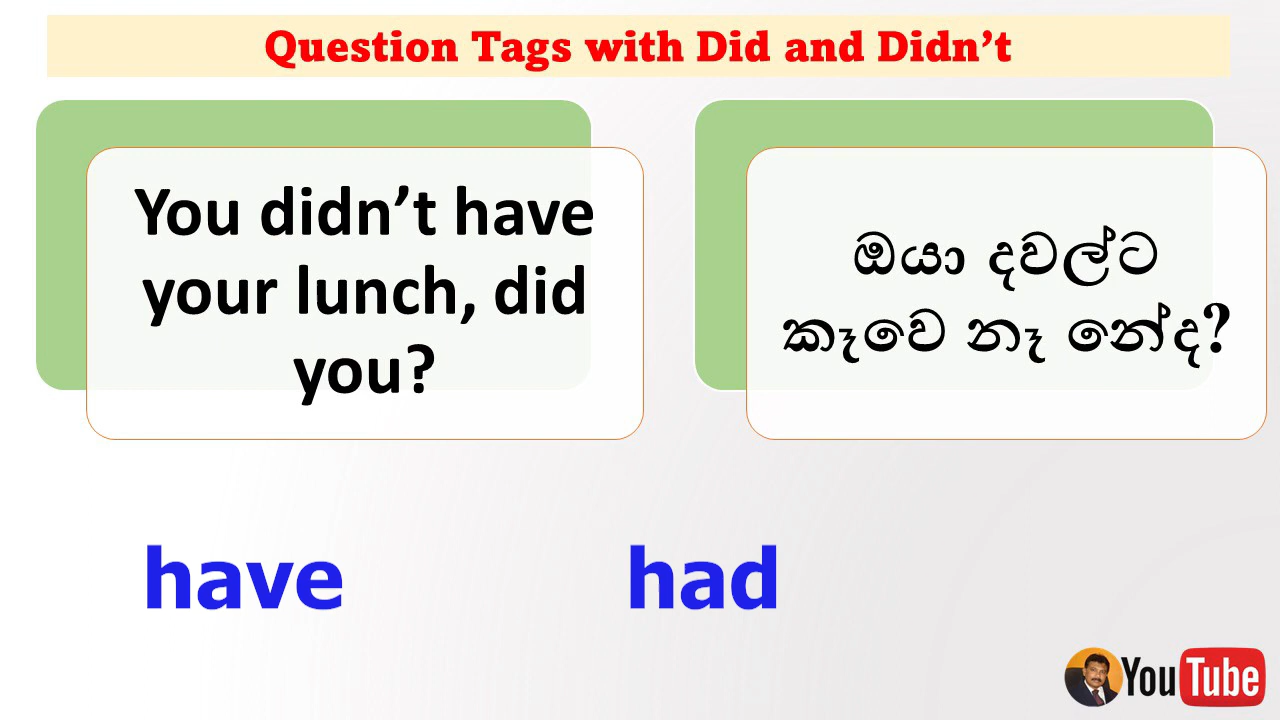 Question Tags with Did and Didn’t
You didn’t have
your lunch, did
you?
ඔයා දවල්ට
කෑවෙ නෑ නේද?
have had
YouTube